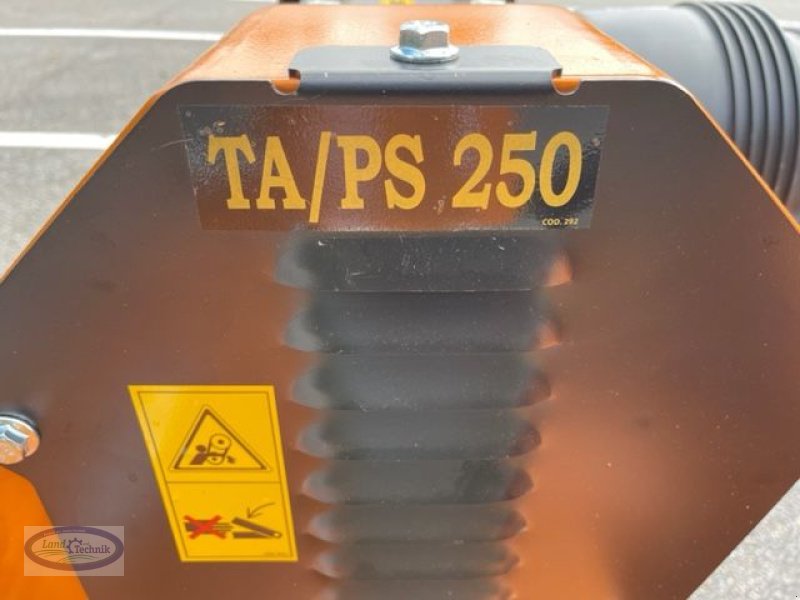 TA/PS 250
COD. 292
Land
Technik